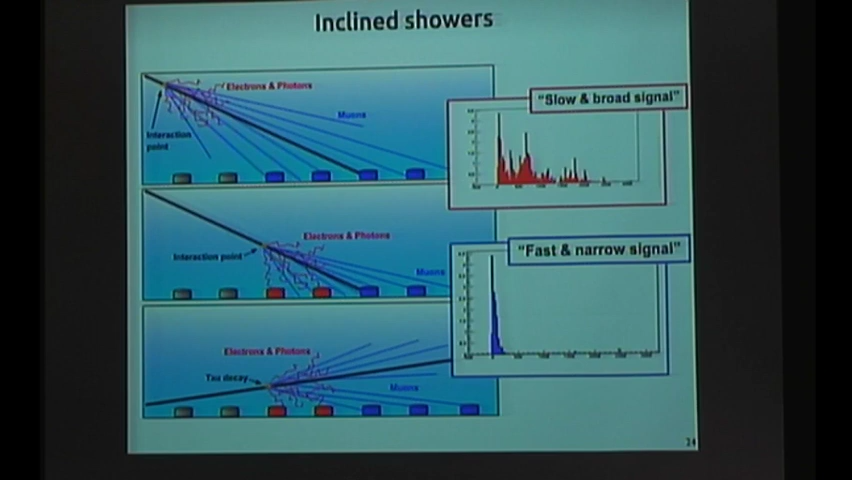 Inclined showers
Electrons & Photons
Muons
Interaction
point
"Slow & broad signal"
Electrons & Photons
Interaction point
Muons
"Fast & narrow signal"
Electrons & Photons
Tau decay
Muons
24